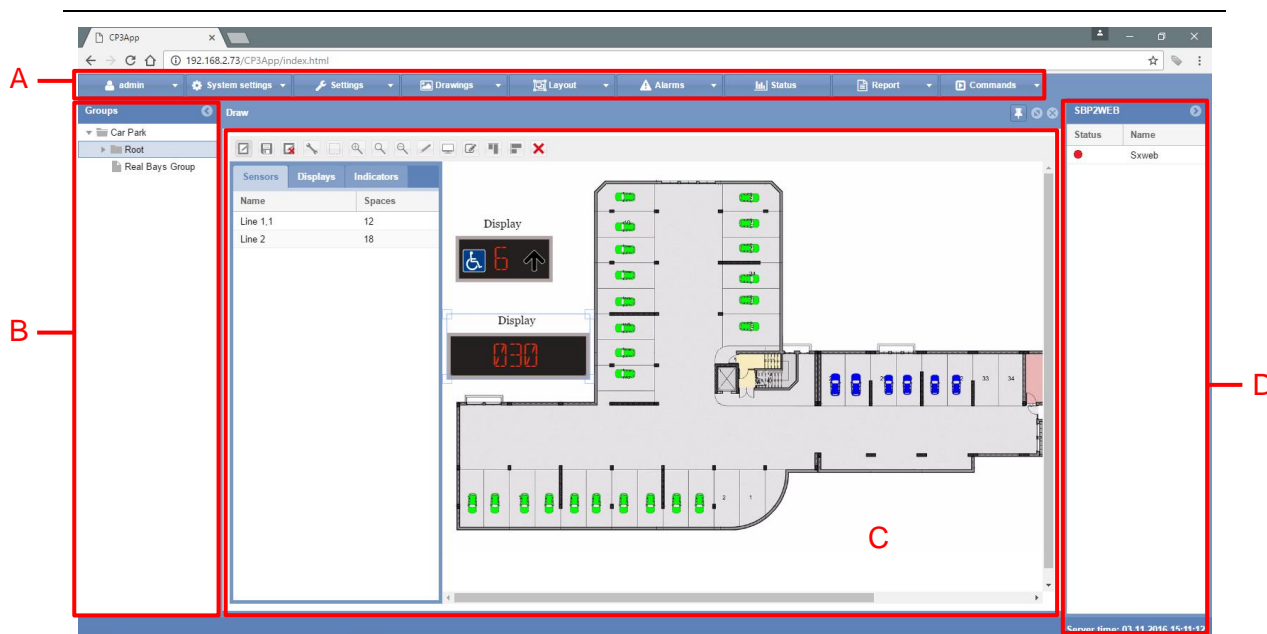 CP3App
192.168.2.73/CP3App/index.html
A
admin System settings Settings Drawings Layout Alarms Status Report Commands
Groups
Draw
SBP2WEB
Car Park
Status Name
Root
Sxweb
Real Bays Group
Sensors Displays Indicators
Name Spaces
Line 1,1 12
Line 2 18
Display
6
B
Display
030
D
33 34
2 1
C
Server time: 03.11.2016 15:11:12